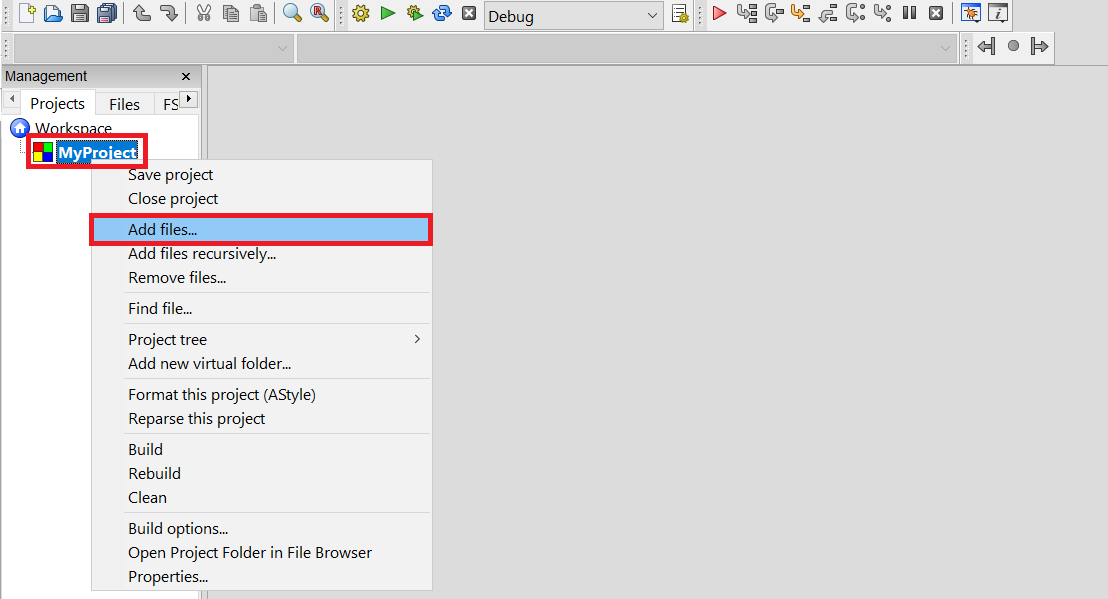 Debug
Management
Projects Files FS
Workspace
MyProject
Save project
Close project
Add files...
Add files recursively...
Remove files...
Find file...
Project tree
Add new virtual folder...
Format this project (AStyle)
Reparse this project
Build
Rebuild
Clean
Build options...
Open Project Folder in File Browser
Properties...